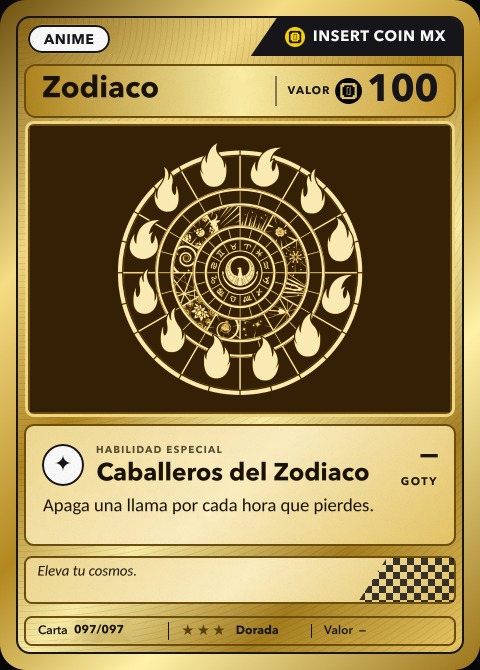 ANIME
INSERT COIN MX
Zodiaco
VALOR 100
HABILIDAD ESPECIAL
Caballeros del Zodiaco
–
GOTY
Apaga una llama por cada hora que pierdes.
Eleva tu cosmos.
Carta 097/097
★ ★ ★ Dorada
Valor –